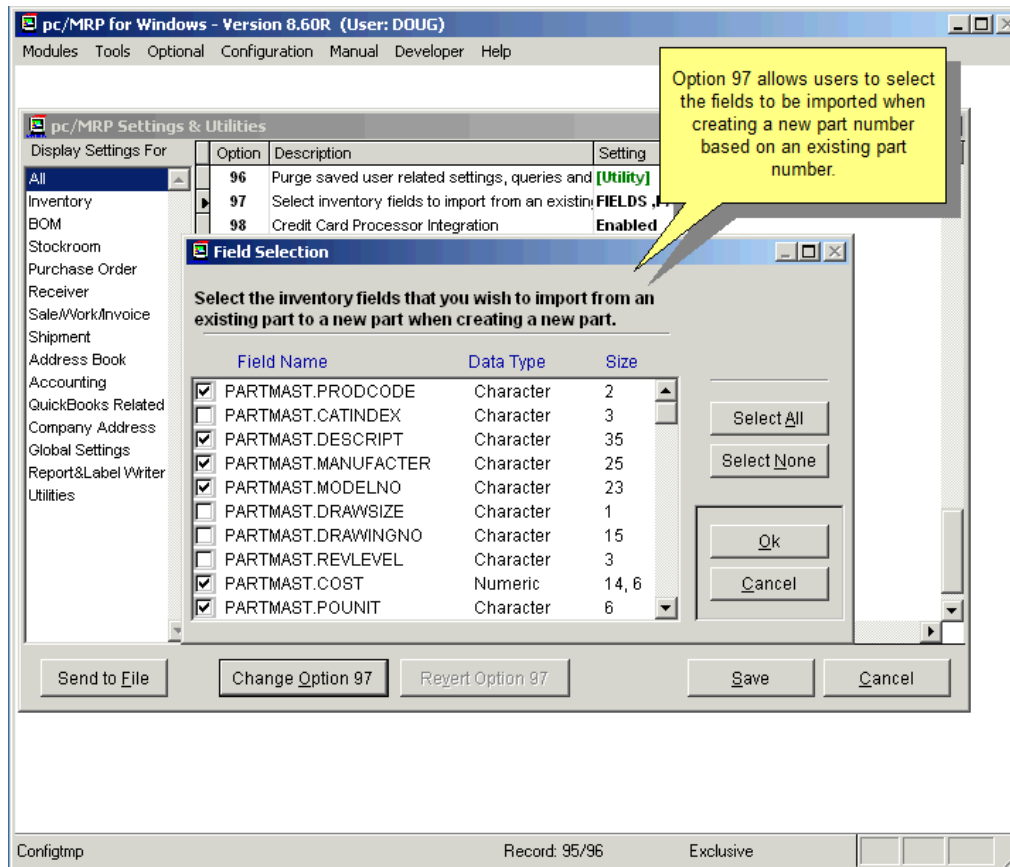 pc/MRP for Windows - Version 8.60R (User: DOUG)
Modules Tools Optional Configuration Manual Developer Help
Option 97 allows users to select
the fields to be imported when
creating a new part number
based on an existing part
number.
pc/MRP Settings & Utilities
Display Settings For
Option Description Setting
All
Inventory
BOM
Stockroom
Purchase Order
Receiver
Sale/Work/Invoice
Shipment
Address Book
Accounting
QuickBooks Related
Company Address
Global Settings
Report&Label Writer
Utilities
96 Purge saved user related settings, queries and [Utility]
97 Select inventory fields to import from an existin FIELDS ,
98 Credit Card Processor Integration Enabled
Field Selection
Select the inventory fields that you wish to import from an
existing part to a new part when creating a new part.
Field Name Data Type Size
PARTMAST.PRODCODE Character 2
PARTMAST.CATINDEX Character 3
PARTMAST.DESCRIPT Character 35
PARTMAST.MANUFACTER Character 25
PARTMAST.MODELNO Character 23
PARTMAST.DRAWSIZE Character 1
PARTMAST.DRAWINGNO Character 15
PARTMAST.REVLEVEL Character 3
PARTMAST.COST Numeric 14, 6
PARTMAST.POUNIT Character 6
Select All
Select None
Ok
Cancel
Send to File Change Option 97 Revert Option 97 Save Cancel
Configtmp Record: 95/96 Exclusive